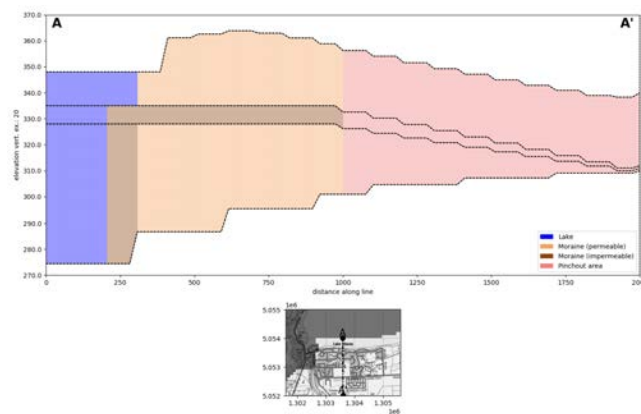 A
A'
370.0
360.0
350.0
340.0
330.0
320.0
310.0
300.0
290.0
280.0
270.0
elevation vert. ex.: 20
0
250
500
750
1000
1250
1500
1750
200
distance along line
Lake
Moraine (permeable)
Moraine (impermeable)
Pinchout area
1e6
5.055
5.054
5.053
5.052
1.302
1.303
1.304
1.305
1e6